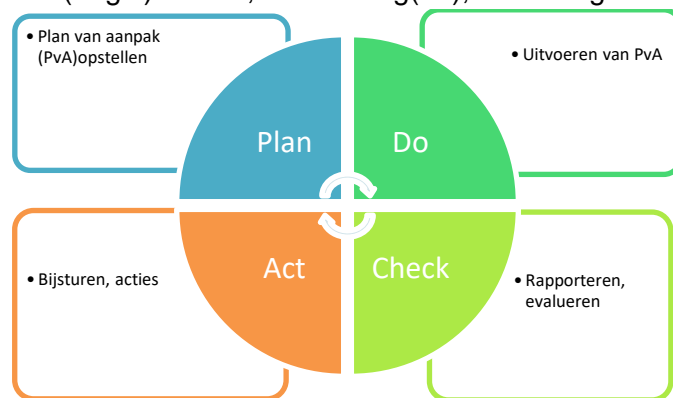 • Plan van aanpak
(PvA)opstellen
• Uitvoeren van PvA
Plan
Do
Act
Check
• Bijsturen, acties
• Rapporteren,
evalueren